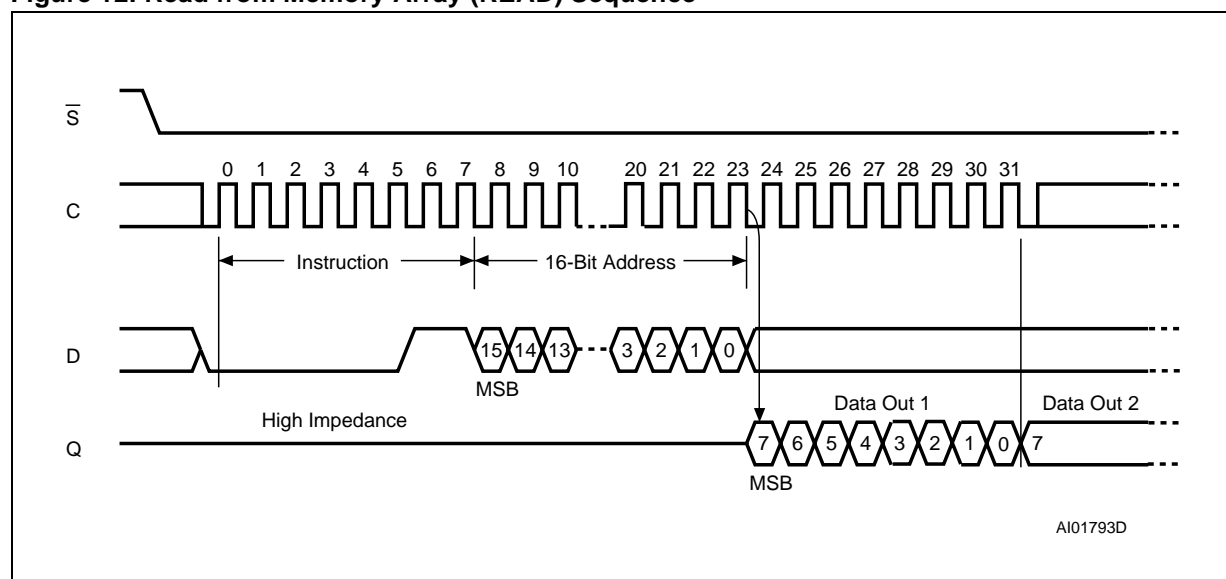 Figure 12. Read from Memory Array (READ) Sequence
S
0 1 2 3 4 5 6 7 8 9 10 20 21 22 23 24 25 26 27 28 29 30 31
C
Instruction 16-Bit Address
D 15 14 13 3 2 1 0
MSB
High Impedance Data Out 1 Data Out 2
Q 7 6 5 4 3 2 1 0 7
MSB
AI01793D